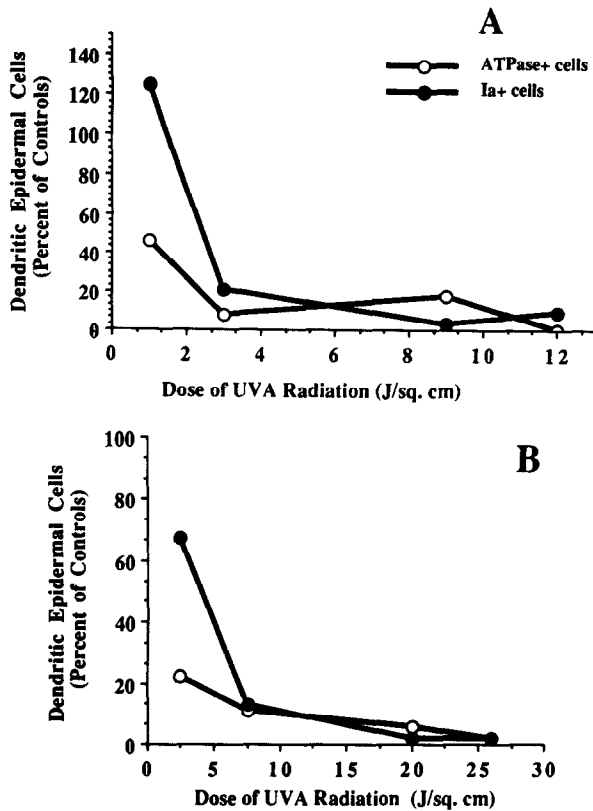 A
ATPase+ cells
Ia+ cells
Dendritic Epidermal Cells
(Percent of Controls)
140
120
100
80
60
40
20
0
0 2 4 6 8 10 12
Dose of UVA Radiation (J/sq. cm)
B
Dendritic Epidermal Cells
(Percent of Controls)
100
80
60
40
20
0
0 5 10 15 20 25 30
Dose of UVA Radiation (J/sq. cm)